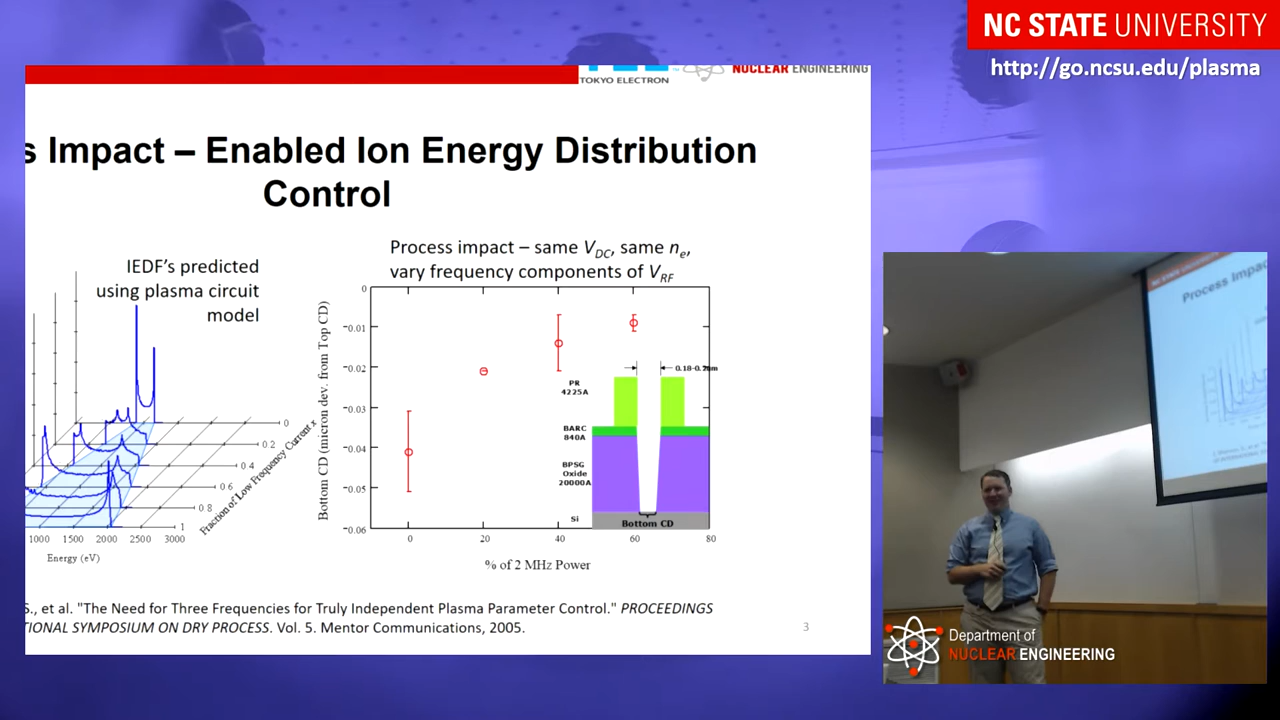 NC STATE UNIVERSITY
http://go.ncsu.edu/plasma
TOKYO ELECTRON
NUCLEAR ENGINEERING
s Impact – Enabled Ion Energy Distribution
Control
IEDF's predicted
using plasma circuit
model
0
0.2
0.4
0.6
0.8
1
Fraction of Low Frequency Current x
1000 1500 2000 2500 3000
Energy (eV)
Process impact – same VDC, same ne,
vary frequency components of VRF
0
−0.01
−0.02
−0.03
−0.04
−0.05
−0.06
Bottom CD (micron dev. from Top CD)
0 20 40 60 80
% of 2 MHz Power
PR
4225A
BARC
840A
BPSG
Oxide
20000A
Si
Bottom CD
S., et al. "The Need for Three Frequencies for Truly Independent Plasma Parameter Control." PROCEEDINGS
TIONAL SYMPOSIUM ON DRY PROCESS. Vol. 5. Mentor Communications, 2005.
3
Process Impac
Department of
NUCLEAR ENGINEERING